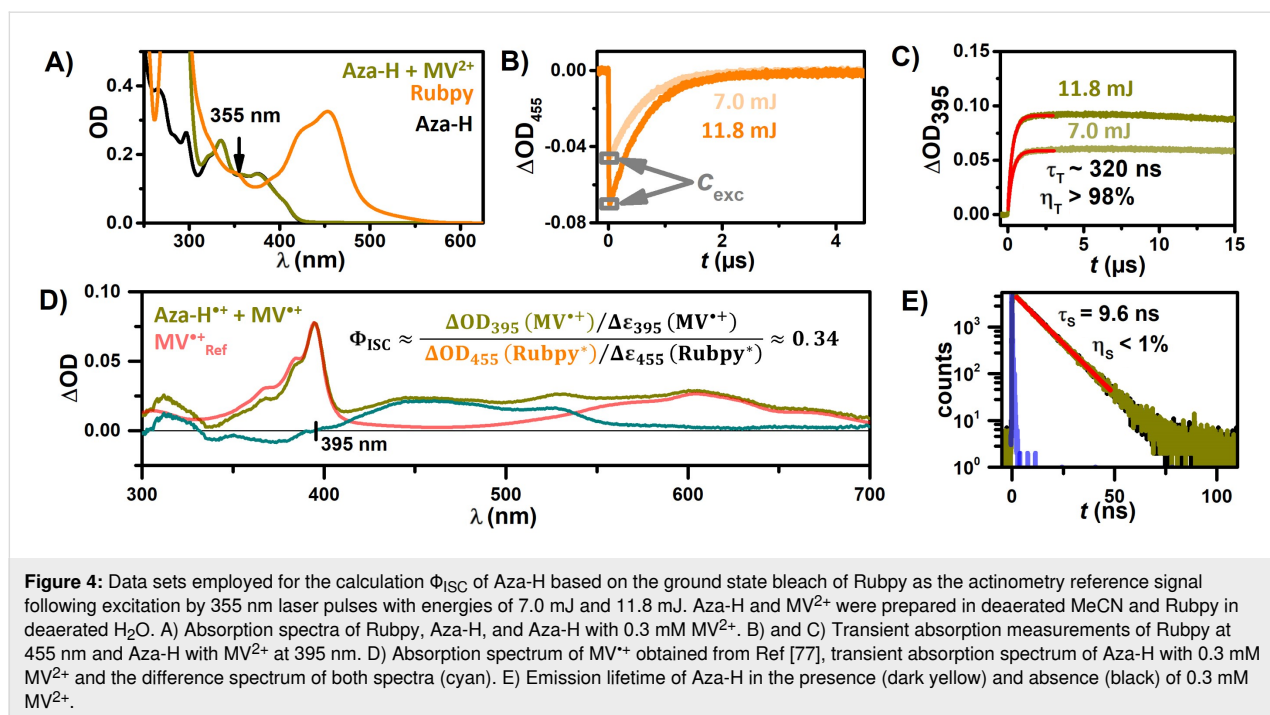 A)
OD
0.4
0.2
0.0
300
400
500
600
λ (nm)
Aza-H + MV²⁺
Rubpy
Aza-H
355 nm
B)
ΔOD₄₅₅
0.00
-0.04
-0.08
0
2
4
t (µs)
7.0 mJ
11.8 mJ
c_exc
C)
ΔOD₃₉₅
0.15
0.10
0.05
0.00
0
5
10
15
t (µs)
11.8 mJ
7.0 mJ
τ_T ~ 320 ns
η_T > 98%
D)
ΔOD
0.10
0.05
0.00
300
400
500
600
700
λ (nm)
Aza-H•⁺ + MV•⁺
MV•⁺Ref
Φ_ISC ≈ ΔOD₃₉₅ (MV•⁺)/Δε₃₉₅ (MV•⁺)
ΔOD₄₅₅ (Rubpy*)/Δε₄₅₅ (Rubpy*) ≈ 0.34
395 nm
E)
counts
10³
10²
10¹
10⁰
0
50
100
t (ns)
τ_S = 9.6 ns
η_S < 1%
Figure 4: Data sets employed for the calculation Φ_ISC of Aza-H based on the ground state bleach of Rubpy as the actinometry reference signal
following excitation by 355 nm laser pulses with energies of 7.0 mJ and 11.8 mJ. Aza-H and MV²⁺ were prepared in deaerated MeCN and Rubpy in
deaerated H₂O. A) Absorption spectra of Rubpy, Aza-H, and Aza-H with 0.3 mM MV²⁺. B) and C) Transient absorption measurements of Rubpy at
455 nm and Aza-H with MV²⁺ at 395 nm. D) Absorption spectrum of MV•⁺ obtained from Ref [77], transient absorption spectrum of Aza-H with 0.3 mM
MV²⁺ and the difference spectrum of both spectra (cyan). E) Emission lifetime of Aza-H in the presence (dark yellow) and absence (black) of 0.3 mM
MV²⁺.